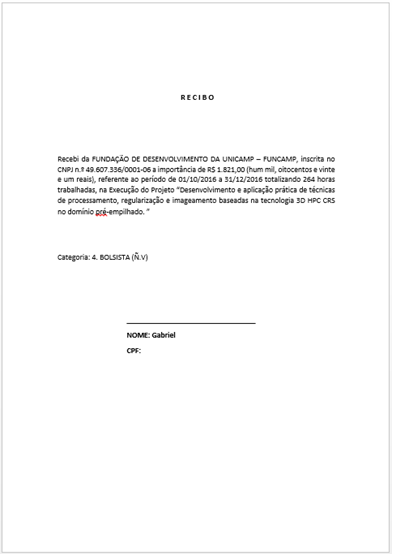 R E C I B O
Recebi da FUNDAÇÃO DE DESENVOLVIMENTO DA UNICAMP – FUNCAMP, inscrita no
CNPJ n.º 49.607.336/0001-06 a importância de R$ 1.821,00 (hum mil, oitocentos e vinte
e um reais), referente ao período de 01/10/2016 a 31/12/2016 totalizando 264 horas
trabalhadas, na Execução do Projeto “Desenvolvimento e aplicação prática de técnicas
de processamento, regularização e imageamento baseadas na tecnologia 3D HPC CRS
no domínio pré-empilhado. “
Categoria: 4. BOLSISTA (Ñ.V)
NOME: Gabriel
CPF: